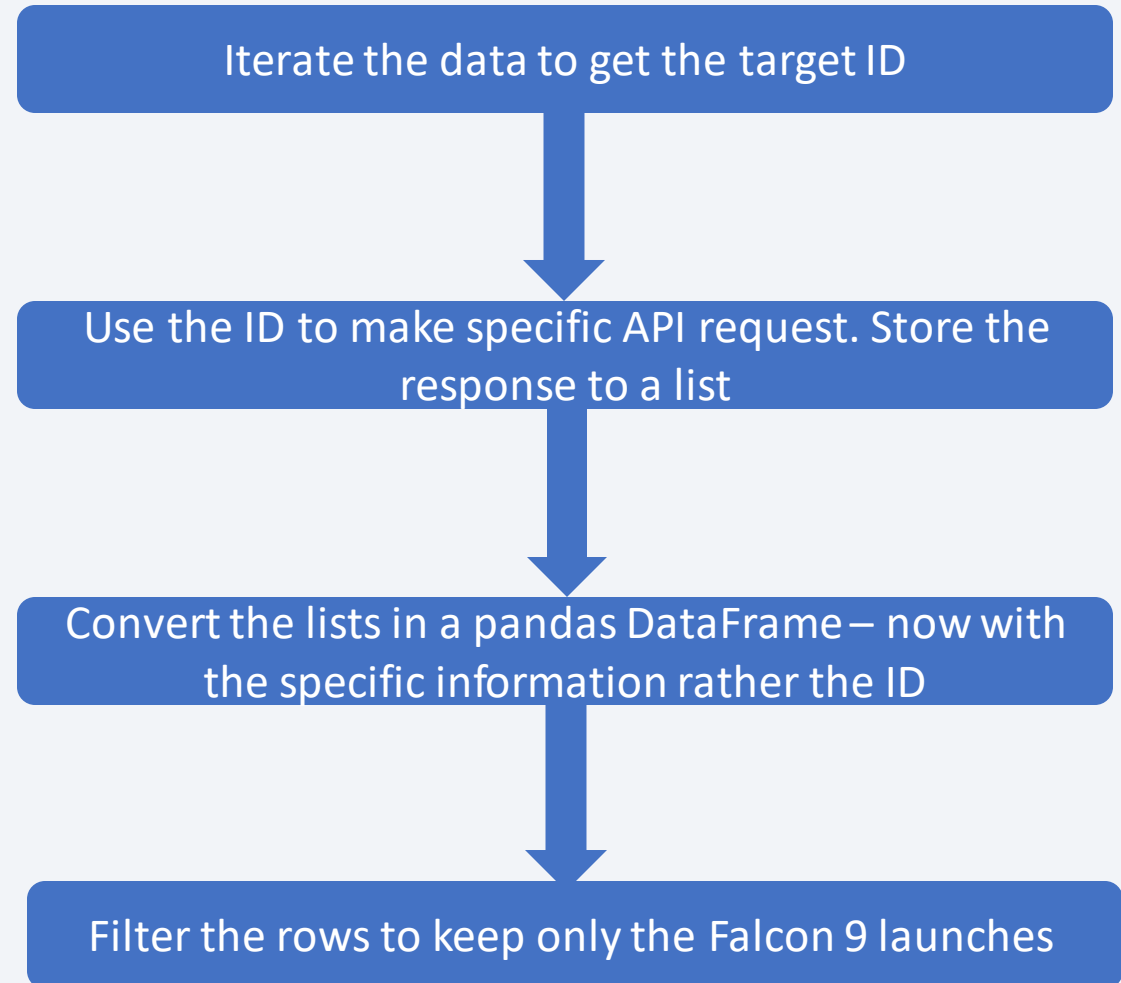 Iterate the data to get the target ID
Use the ID to make specific API request. Store the
response to a list
Convert the lists in a pandas DataFrame – now with
the specific information rather the ID
Filter the rows to keep only the Falcon 9 launches